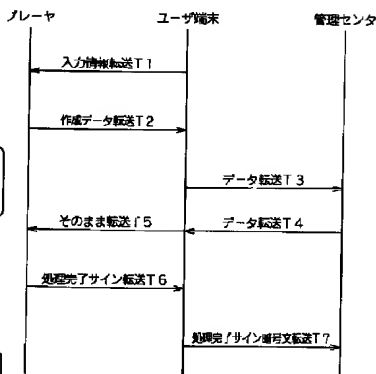 プレーヤ ユーザ端末 管理センタ
入力情報転送T1
作成データ転送T2
データ転送T3
そのまま転送T5 データ転送T4
処理完了サイン転送T6
処理完了サイン暗号文転送T7